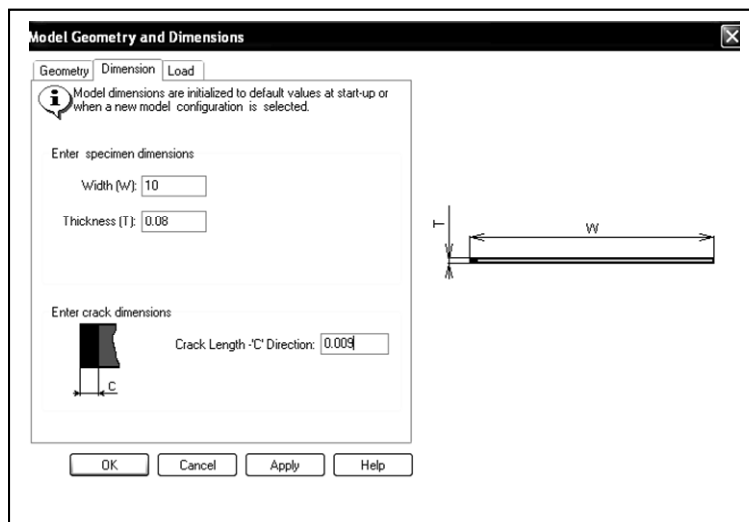 Model Geometry and Dimensions
Geometry Dimension Load
Model dimensions are initialized to default values at start-up or
when a new model configuration is selected.
Enter specimen dimensions
Width (W): 10
Thickness (T): 0.08
Enter crack dimensions
Crack Length -'C' Direction: 0.009
C
OK Cancel Apply Help
T
W